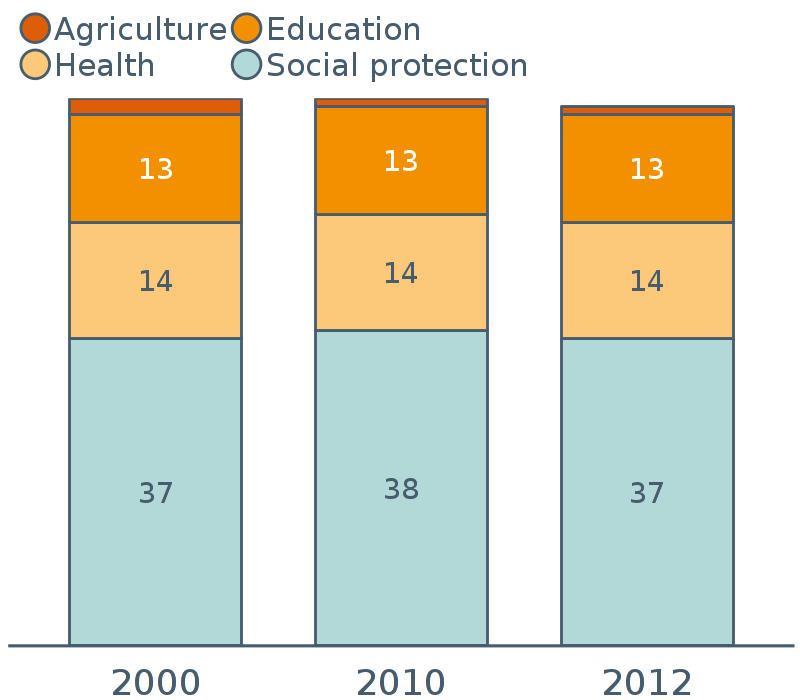 Agriculture Education
Health Social protection
13 13 13
14 14 14
37 38 37
2000 2010 2012